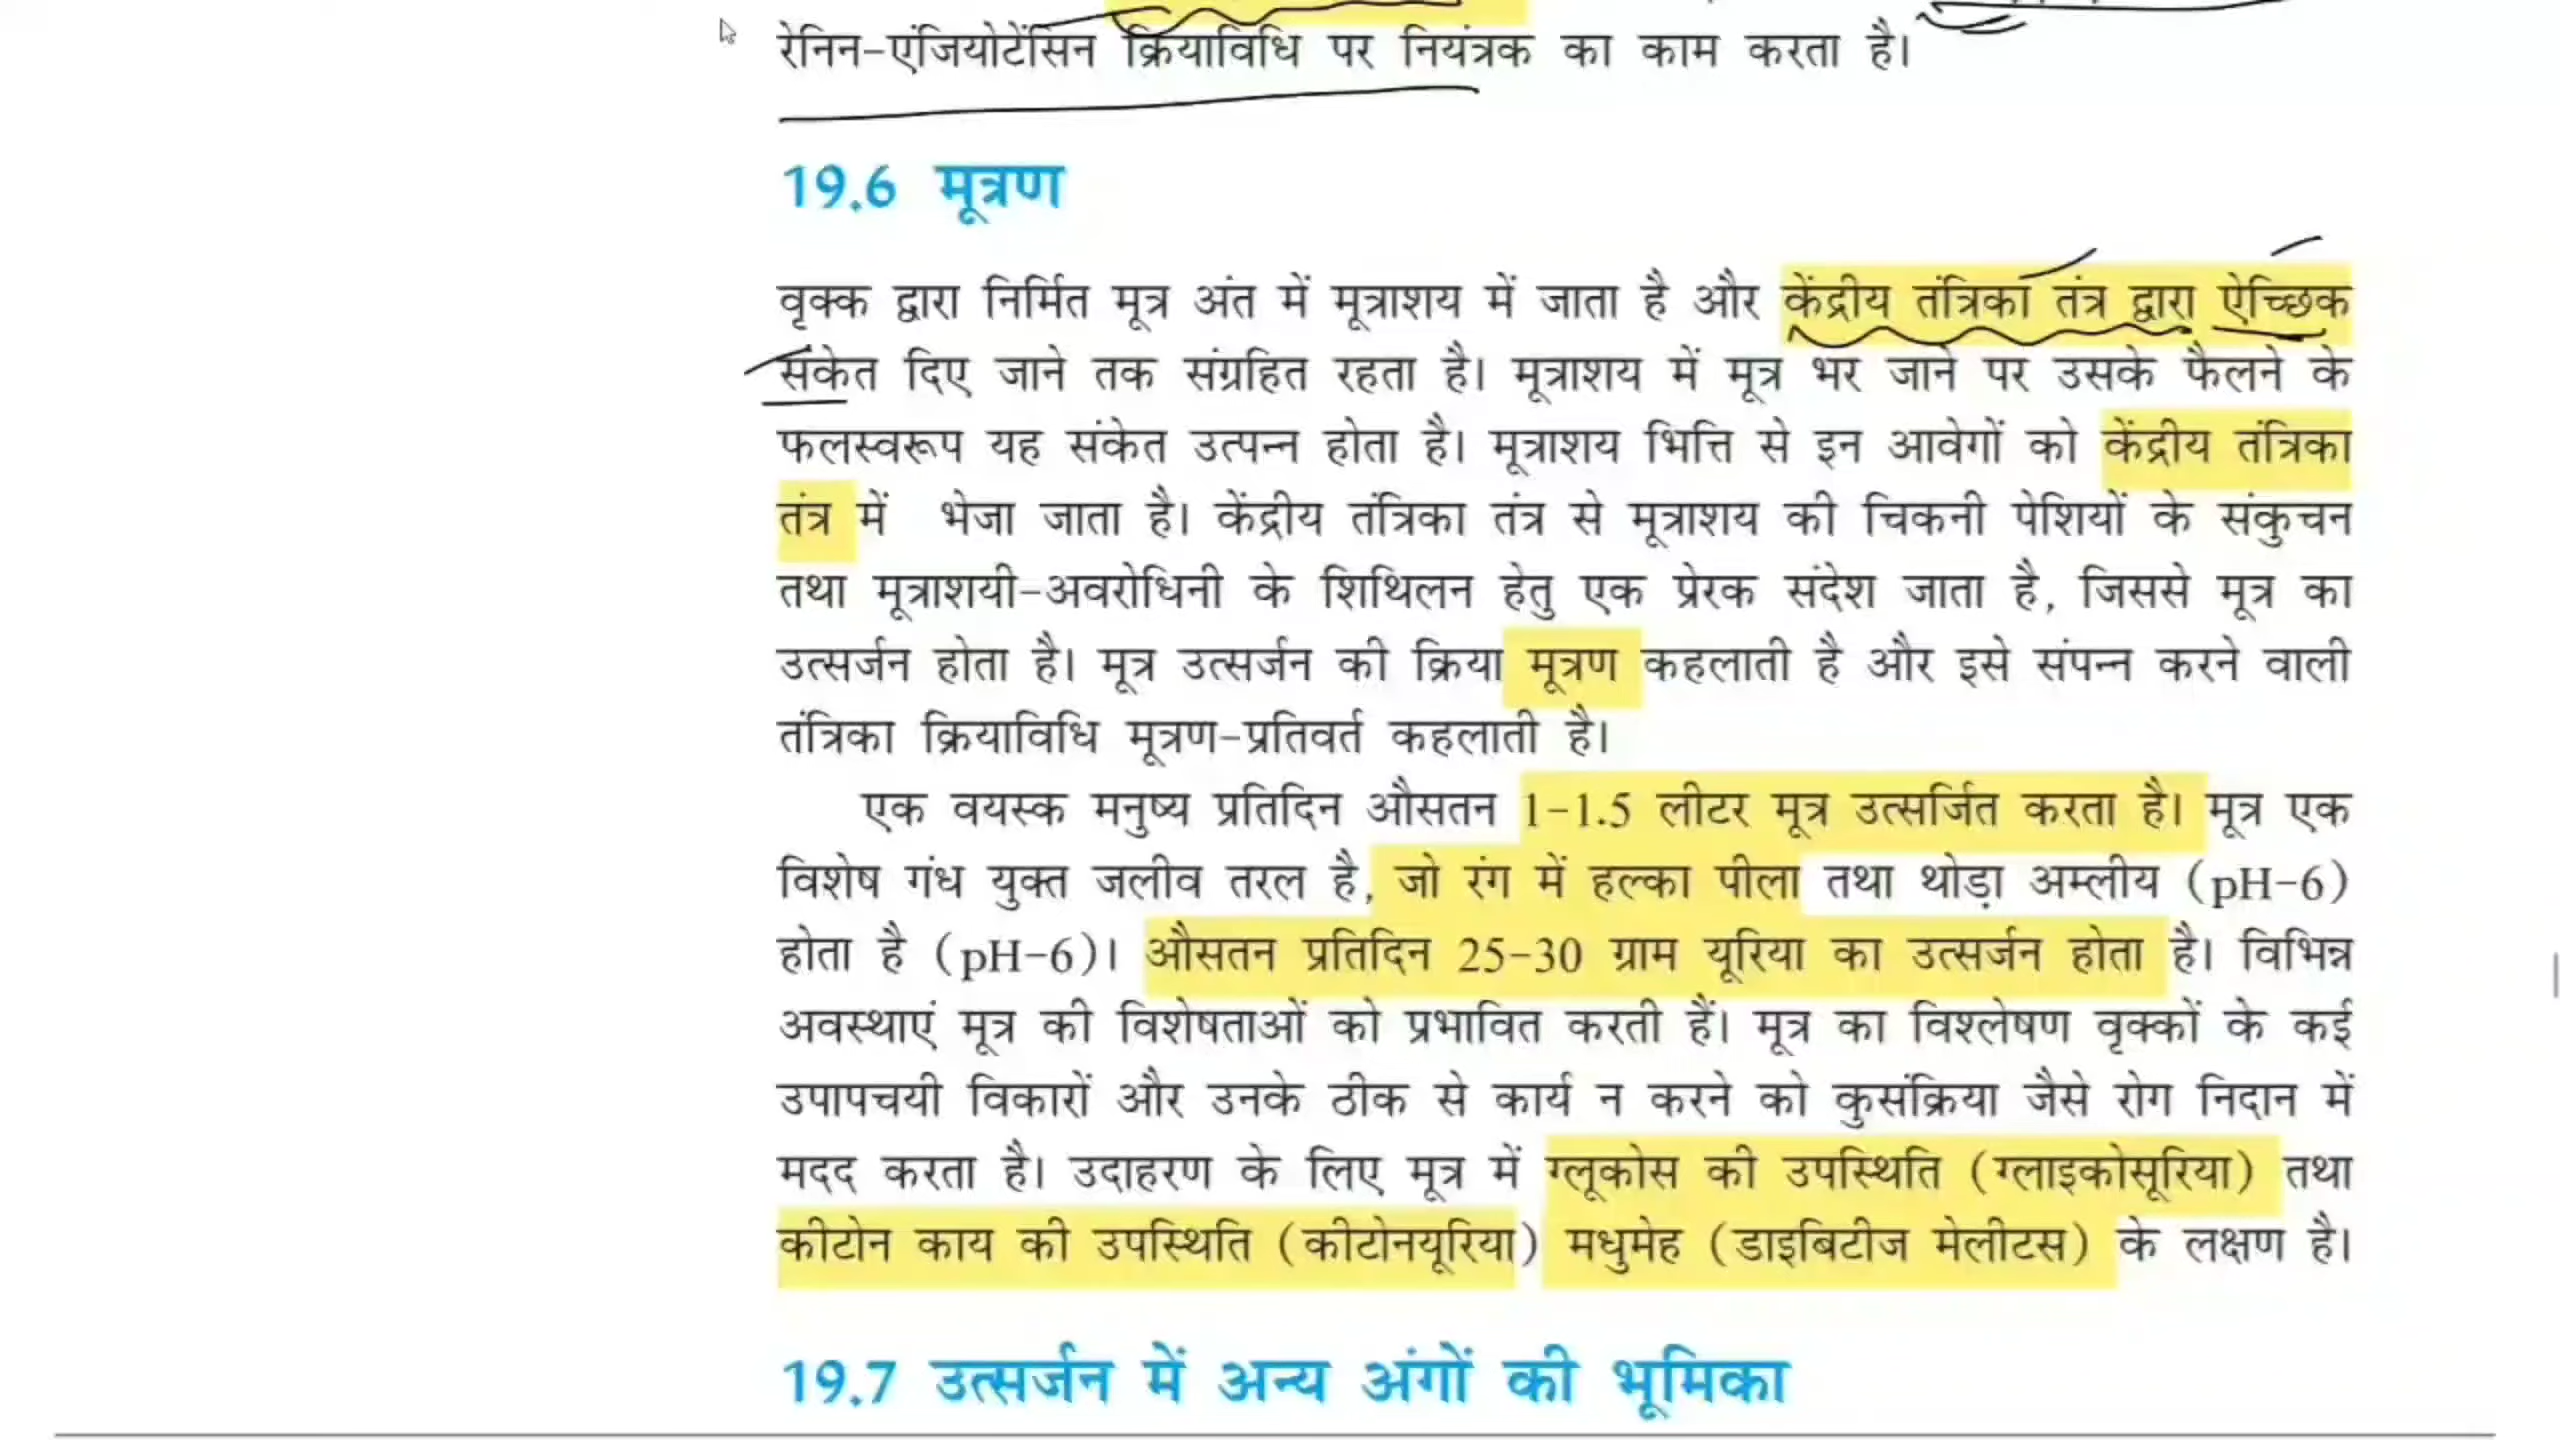 रेनिन-एंजियोटेंसिन क्रियाविधि पर नियंत्रक का काम करता है।
19.6 मूत्रण
वृक्क द्वारा निर्मित मूत्र अंत में मूत्राशय में जाता है और केंद्रीय तंत्रिका तंत्र द्वारा ऐच्छिक
संकेत दिए जाने तक संग्रहित रहता है। मूत्राशय में मूत्र भर जाने पर उसके फैलने के
फलस्वरूप यह संकेत उत्पन्न होता है। मूत्राशय भित्ति से इन आवेगों को केंद्रीय तंत्रिका
तंत्र में भेजा जाता है। केंद्रीय तंत्रिका तंत्र से मूत्राशय की चिकनी पेशियों के संकुचन
तथा मूत्राशयी-अवरोधिनी के शिथिलन हेतु एक प्रेरक संदेश जाता है, जिससे मूत्र का
उत्सर्जन होता है। मूत्र उत्सर्जन की क्रिया मूत्रण कहलाती है और इसे संपन्न करने वाली
तंत्रिका क्रियाविधि मूत्रण-प्रतिवर्त कहलाती है।
एक वयस्क मनुष्य प्रतिदिन औसतन 1-1.5 लीटर मूत्र उत्सर्जित करता है। मूत्र एक
विशेष गंध युक्त जलीव तरल है, जो रंग में हल्का पीला तथा थोड़ा अम्लीय (pH-6)
होता है (pH-6)। औसतन प्रतिदिन 25-30 ग्राम यूरिया का उत्सर्जन होता है। विभिन्न
अवस्थाएं मूत्र की विशेषताओं को प्रभावित करती हैं। मूत्र का विश्लेषण वृक्कों के कई
उपापचयी विकारों और उनके ठीक से कार्य न करने को कुसंक्रिया जैसे रोग निदान में
मदद करता है। उदाहरण के लिए मूत्र में ग्लूकोस की उपस्थिति (ग्लाइकोसूरिया) तथा
कीटोन काय की उपस्थिति (कीटोनयूरिया) मधुमेह (डाइबिटीज मेलीटस) के लक्षण है।
19.7 उत्सर्जन में अन्य अंगों की भूमिका